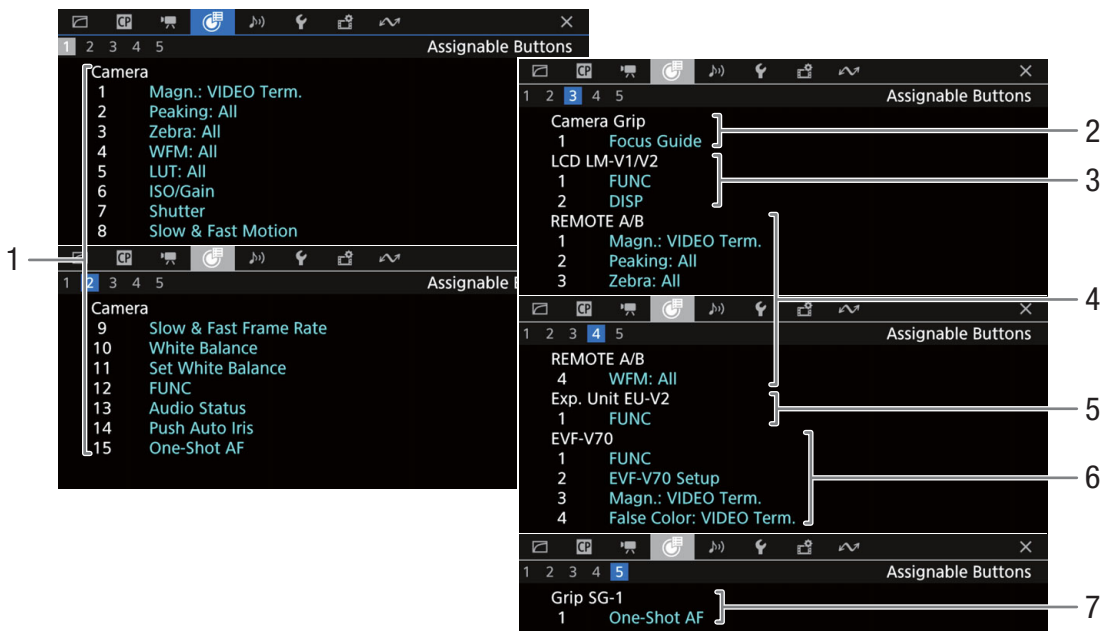 CP
1 2 3 4 5 Assignable Buttons
Camera
1 Magn.: VIDEO Term.
2 Peaking: All
3 Zebra: All
4 WFM: All
5 LUT: All
6 ISO/Gain
7 Shutter
8 Slow & Fast Motion
1
CP
1 2 3 4 5 Assignable
Camera
9 Slow & Fast Frame Rate
10 White Balance
11 Set White Balance
12 FUNC
13 Audio Status
14 Push Auto Iris
15 One-Shot AF
CP
1 2 3 4 5 Assignable Buttons
Camera Grip
1 Focus Guide
2
LCD LM-V1/V2
1 FUNC
2 DISP
3
REMOTE A/B
1 Magn.: VIDEO Term.
2 Peaking: All
3 Zebra: All
4
CP
1 2 3 4 5 Assignable Buttons
REMOTE A/B
4 WFM: All
Exp. Unit EU-V2
1 FUNC
5
EVF-V70
1 FUNC
2 EVF-V70 Setup
3 Magn.: VIDEO Term.
4 False Color: VIDEO Term.
6
CP
1 2 3 4 5 Assignable Buttons
Grip SG-1
1 One-Shot AF
7